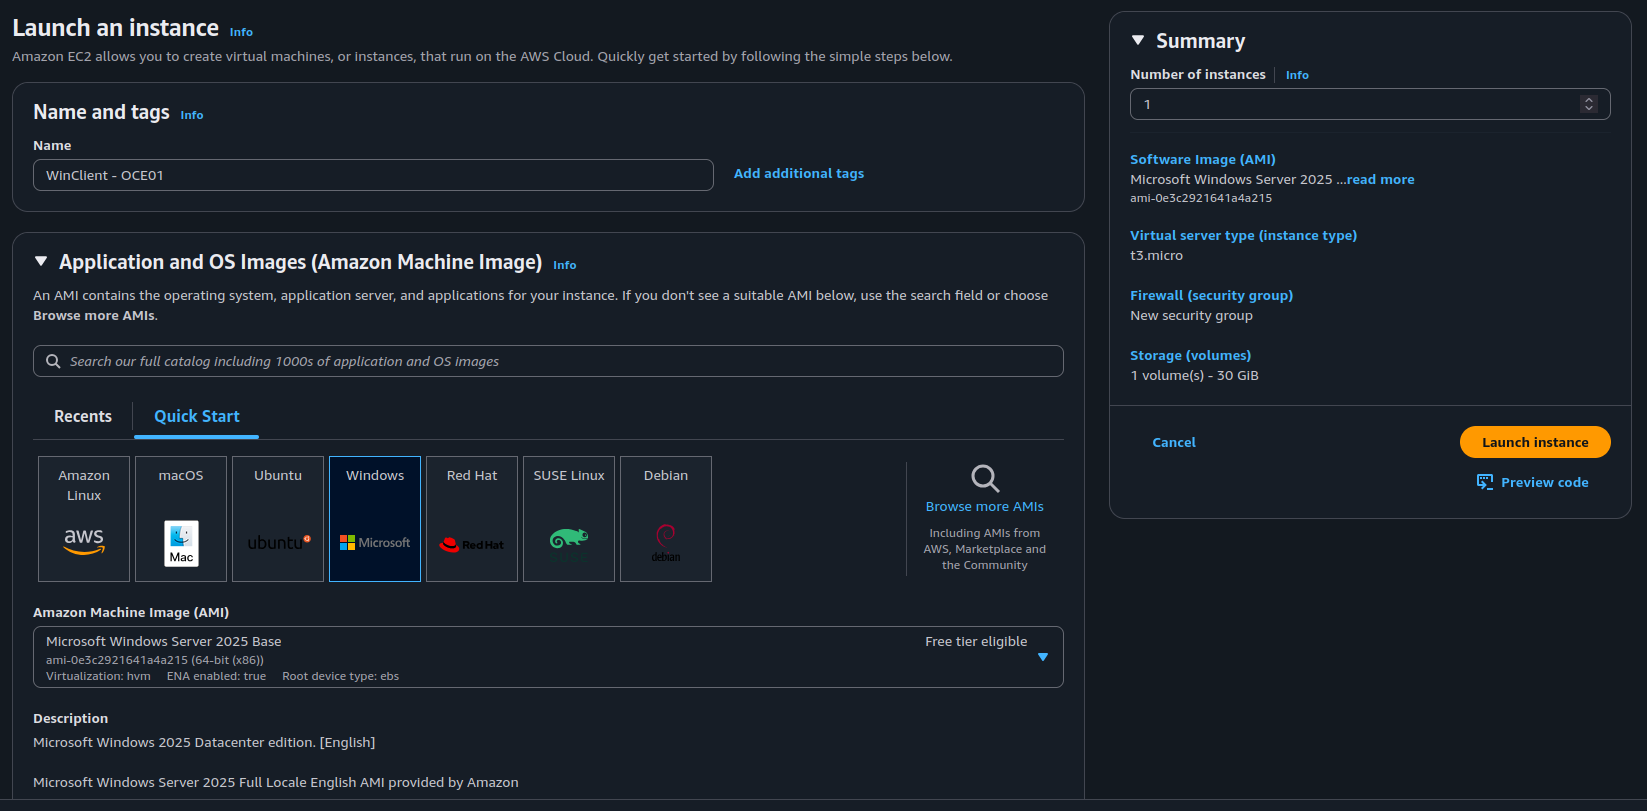 Launch an instance Info
Amazon EC2 allows you to create virtual machines, or instances, that run on the AWS Cloud. Quickly get started by following the simple steps below.
Name and tags Info
Name
WinClient - OCE01
Add additional tags
Application and OS Images (Amazon Machine Image) Info
An AMI contains the operating system, application server, and applications for your instance. If you don't see a suitable AMI below, use the search field or choose
Browse more AMIs.
Search our full catalog including 1000s of application and OS images
Recents
Quick Start
Amazon
Linux
aws
macOS
Mac
Ubuntu
ubuntu
Windows
Microsoft
Red Hat
RedHat
SUSE Linux
Debian
debian
Browse more AMIs
Including AMIs from
AWS, Marketplace and
the Community
Amazon Machine Image (AMI)
Microsoft Windows Server 2025 Base
Free tier eligible
ami-0e3c2921641a4a215 (64-bit (x86))
Virtualization: hvm ENA enabled: true Root device type: ebs
Description
Microsoft Windows 2025 Datacenter edition. [English]
Microsoft Windows Server 2025 Full Locale English AMI provided by Amazon
Summary
Number of instances Info
1
Software Image (AMI)
Microsoft Windows Server 2025 ...read more
ami-0e3c2921641a4a215
Virtual server type (instance type)
t3.micro
Firewall (security group)
New security group
Storage (volumes)
1 volume(s) - 30 GiB
Cancel
Launch instance
Preview code